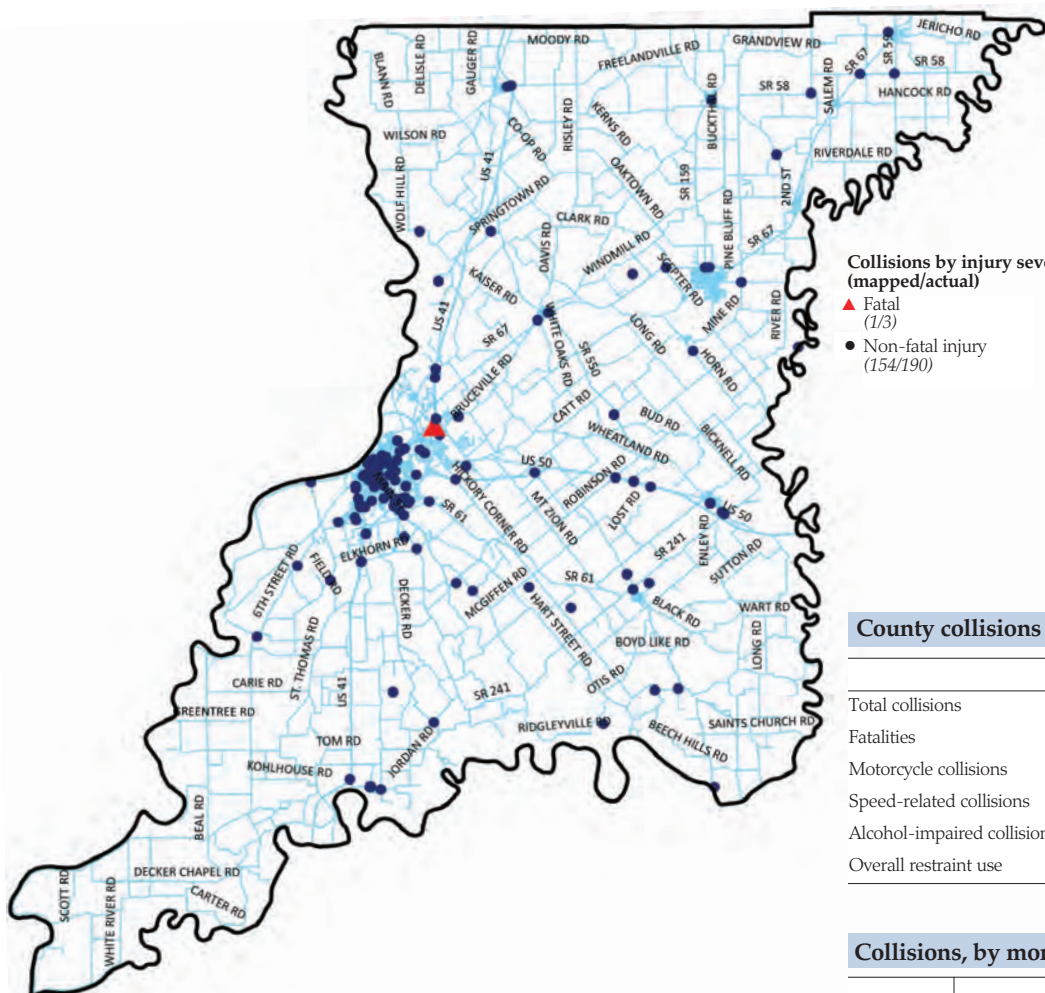 JERICHO RD
MOODY RD
GRANDVIEW RD
FREELANDVILLE RD
SR 67
SR 59
SR 58
BLANN RD
DELISLE RD
GAUGER RD
SR 58
SALEM RD
HANCOCK RD
WILSON RD
CO-OP RD
RISLEY RD
KERNS RD
RIVERDALE RD
US 41
OAKTOWN RD
SR 159
2ND ST
WOLF HILL RD
SPRINGTOWN RD
CLARK RD
PINE BLUFF RD
SR 67
DAVIS RD
WINDMILL RD
KAISER RD
SCEPTER RD
US 41
MINE RD
RIVER RD
SR 67
WHITE OAKS RD
SR 550
LONG RD
HORN RD
BRUCEVILLE RD
CATT RD
BUD RD
WHEATLAND RD
BICKNELL RD
US 50
ROBINSON RD
HICKORY CORNER RD
MT ZION RD
LOST RD
US 50
SR 61
ENLEY RD
SUTTON RD
ELKHORN RD
SR 241
6TH STREET RD
FIELD RD
DECKER RD
MCGIFFEN RD
SR 61
BLACK RD
WART RD
HART STREET RD
BOYD LIKE RD
LONG RD
ST. THOMAS RD
CARIE RD
US 41
SR 241
OTIS RD
REENTREE RD
RIDGLEYVILLE RD
BEECH HILLS RD
SAINTS CHURCH RD
TOM RD
JORDAN RD
KOHLHOUSE RD
BEAL RD
DECKER CHAPEL RD
SCOTT RD
WHITE RIVER RD
CARTER RD
Collisions by injury seve
(mapped/actual)
Fatal
(1/3)
Non-fatal injury
(154/190)
County collisions
Total collisions
Fatalities
Motorcycle collisions
Speed-related collisions
Alcohol-impaired collision
Overall restraint use
Collisions, by mon